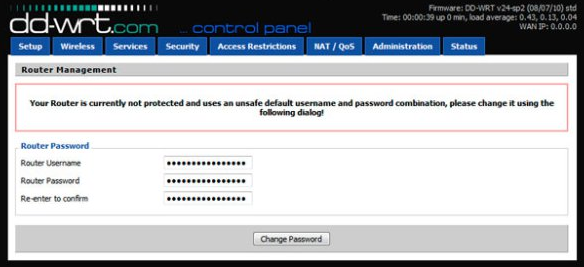 dd-wrt.com ... control panel
Firmware: DD-WRT v24-sp2 (08/07/10) std
Time: 00:00:39 up 0 min, load average: 0.43, 0.13, 0.04
WAN IP: 0.0.0.0
Setup Wireless Services Security Access Restrictions NAT / QoS Administration Status
Router Management
Your Router is currently not protected and uses an unsafe default username and password combination, please change it using the
following dialog!
Router Password
Router Username ●●●●●●●●●●●●●●●●
Router Password ●●●●●●●●●●●●●●●●
Re-enter to confirm ●●●●●●●●●●●●●●●●
Change Password